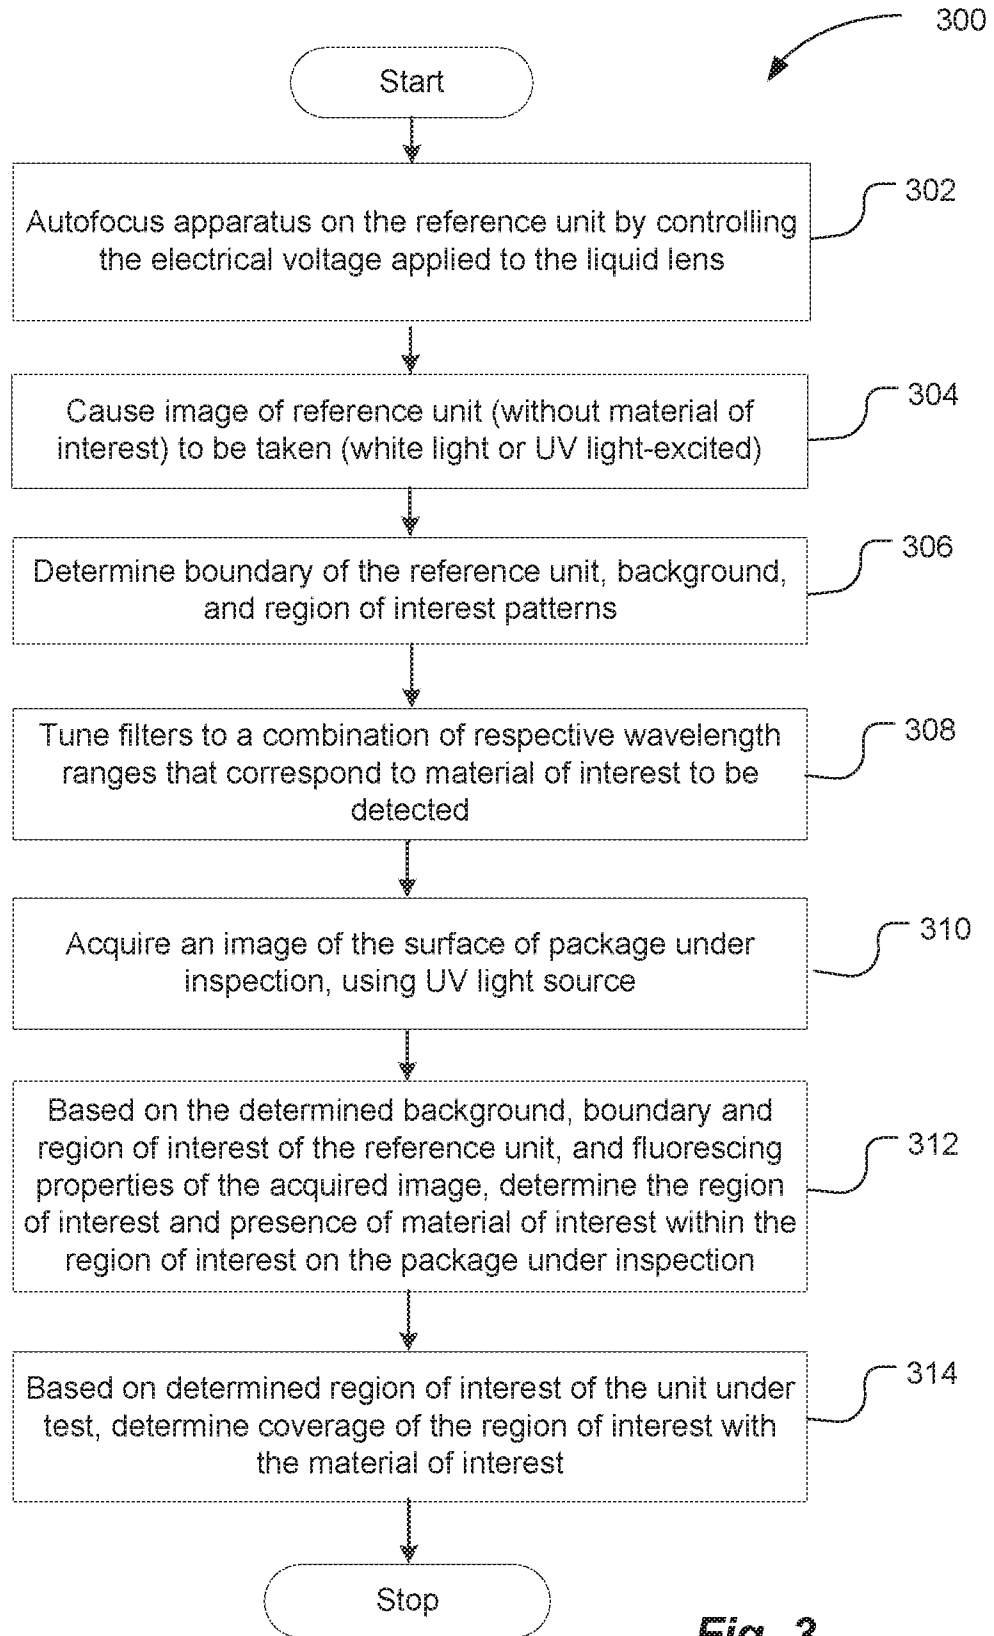 300
Start
302
Autofocus apparatus on the reference unit by controlling
the electrical voltage applied to the liquid lens
304
Cause image of reference unit (without material of
interest) to be taken (white light or UV light-excited)
306
Determine boundary of the reference unit, background,
and region of interest patterns
308
Tune filters to a combination of respective wavelength
ranges that correspond to material of interest to be
detected
310
Acquire an image of the surface of package under
inspection, using UV light source
312
Based on the determined background, boundary and
region of interest of the reference unit, and fluorescing
properties of the acquired image, determine the region
of interest and presence of material of interest within the
region of interest on the package under inspection
314
Based on determined region of interest of the unit under
test, determine coverage of the region of interest with
the material of interest
Stop
Fig. 3